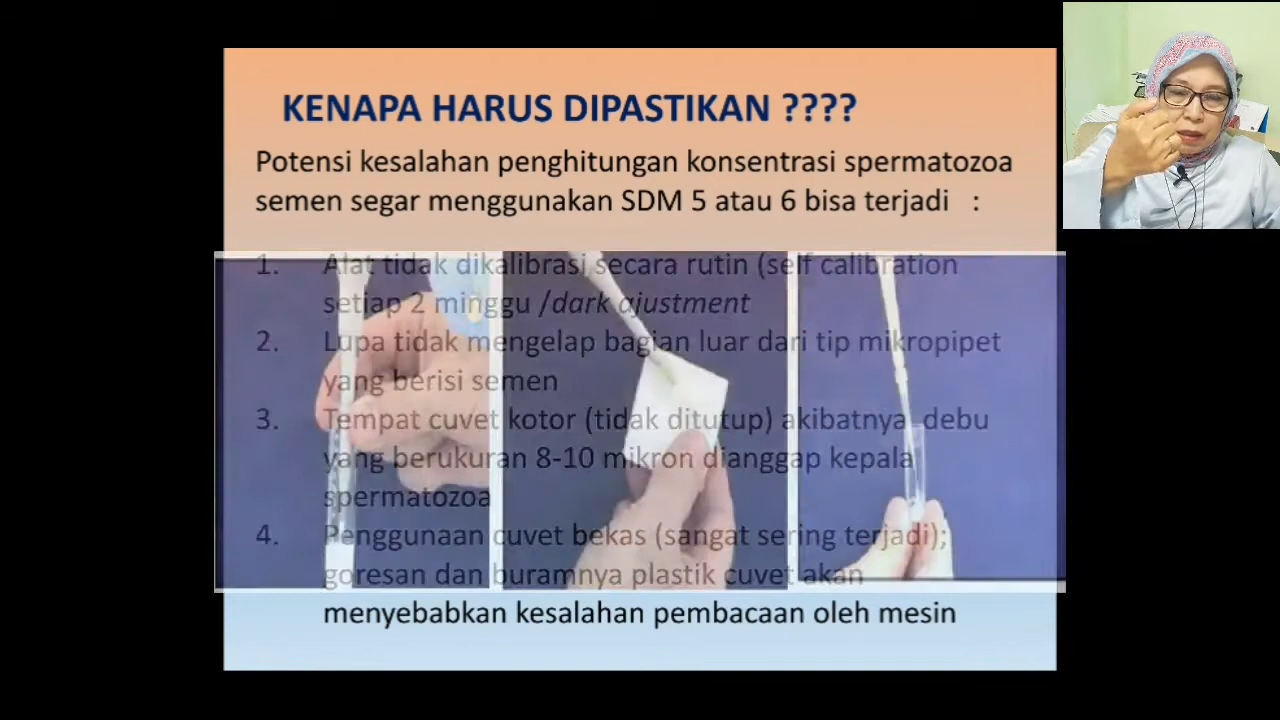 KENAPA HARUS DIPASTIKAN ????
Potensi kesalahan penghitungan konsentrasi spermatozoa
semen segar menggunakan SDM 5 atau 6 bisa terjadi :
1. Alat tidak dikalibrasi secara rutin (self calibration
setiap 2 minggu /dark ajustment
2. Lupa tidak mengelap bagian luar dari tip mikropipet
yang berisi semen
3. Tempat cuvet kotor (tidak ditutup) akibatnya debu
yang berukuran 8-10 mikron dianggap kepala
spermatozoa
4. Penggunaan cuvet bekas (sangat sering terjadi);
goresan dan buramnya plastik cuvet akan
menyebabkan kesalahan pembacaan oleh mesin